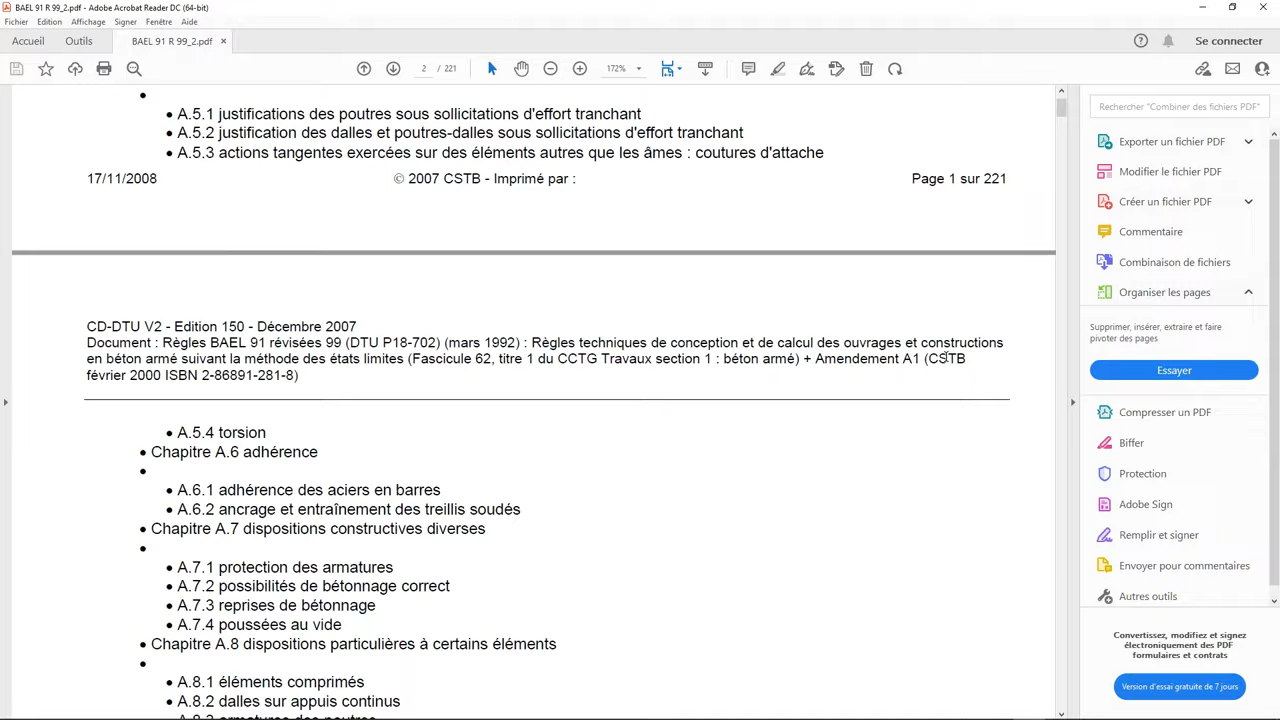 BAEL 91 R 99_2.pdf - Adobe Acrobat Reader DC (64-bit)
Fichier Edition Affichage Signer Fenêtre Aide
Accueil Outils BAEL 91 R 99_2.pdf × Se connecter
2 / 221 172%
• A.5.1 justifications des poutres sous sollicitations d'effort tranchant
• A.5.2 justification des dalles et poutres-dalles sous sollicitations d'effort tranchant
• A.5.3 actions tangentes exercées sur des éléments autres que les âmes : coutures d'attache
17/11/2008 © 2007 CSTB - Imprimé par : Page 1 sur 221
CD-DTU V2 - Edition 150 - Décembre 2007
Document : Règles BAEL 91 révisées 99 (DTU P18-702) (mars 1992) : Règles techniques de conception et de calcul des ouvrages et constructions
en béton armé suivant la méthode des états limites (Fascicule 62, titre 1 du CCTG Travaux section 1 : béton armé) + Amendement A1 (CSTB
février 2000 ISBN 2-86891-281-8)
• A.5.4 torsion
• Chapitre A.6 adhérence
•
• A.6.1 adhérence des aciers en barres
• A.6.2 ancrage et entraînement des treillis soudés
• Chapitre A.7 dispositions constructives diverses
•
• A.7.1 protection des armatures
• A.7.2 possibilités de bétonnage correct
• A.7.3 reprises de bétonnage
• A.7.4 poussées au vide
• Chapitre A.8 dispositions particulières à certains éléments
•
• A.8.1 éléments comprimés
• A.8.2 dalles sur appuis continus
• A.8.3 armatures des poutres
Rechercher "Combiner des fichiers PDF"
Exporter un fichier PDF
Modifier le fichier PDF
Créer un fichier PDF
Commentaire
Combinaison de fichiers
Organiser les pages
Supprimer, insérer, extraire et faire
pivoter des pages
Essayer
Compresser un PDF
Biffer
Protection
Adobe Sign
Remplir et signer
Envoyer pour commentaires
Autres outils
Convertissez, modifiez et signez
électroniquement des PDF
formulaires et contrats
Version d'essai gratuite de 7 jours